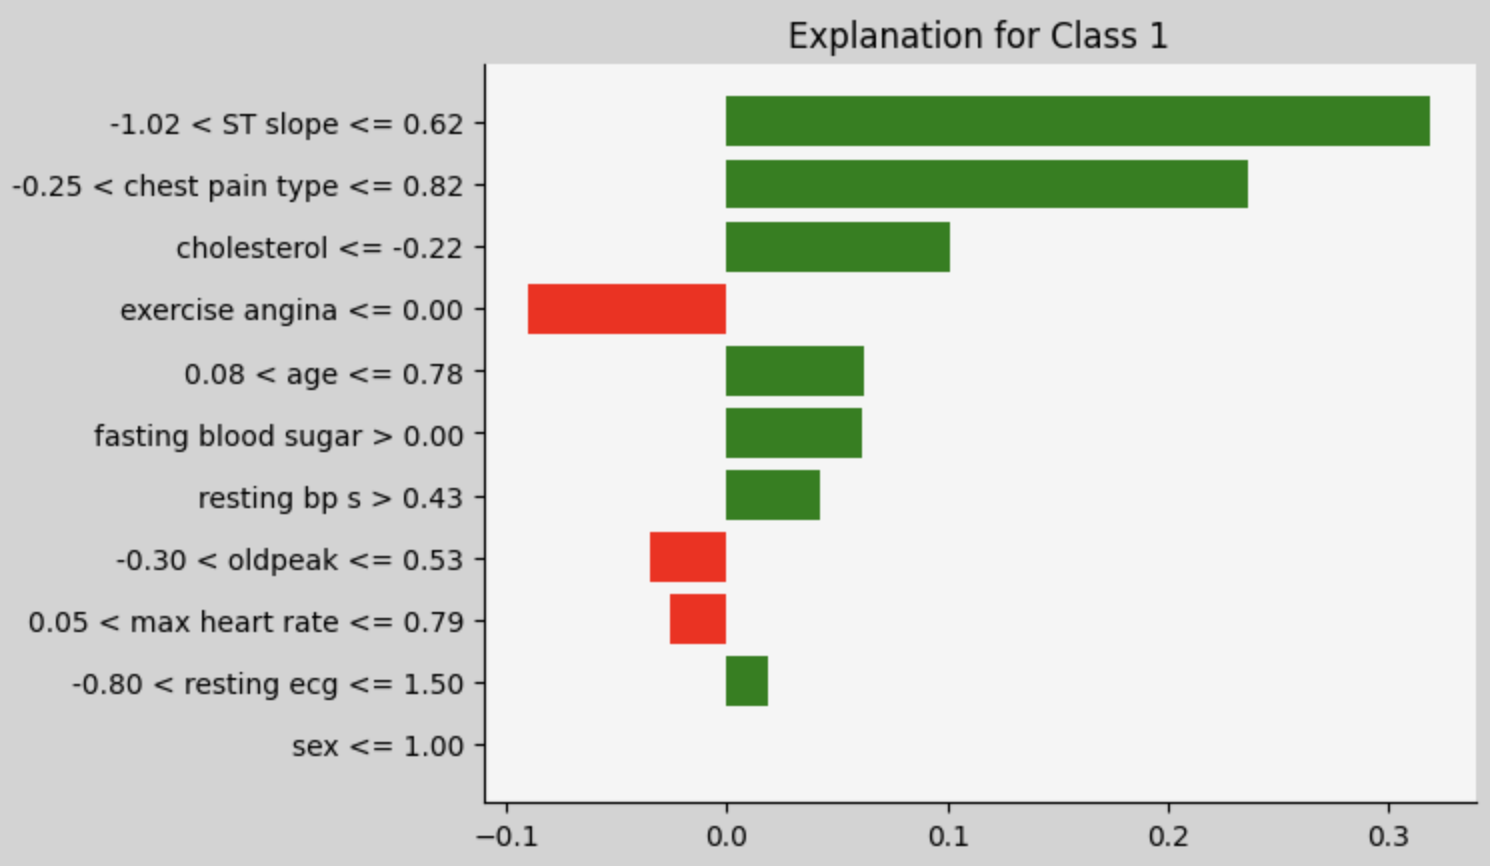 Explanation for Class 1
-1.02 < ST slope <= 0.62
-0.25 < chest pain type <= 0.82
cholesterol <= -0.22
exercise angina <= 0.00
0.08 < age <= 0.78
fasting blood sugar > 0.00
resting bp s > 0.43
-0.30 < oldpeak <= 0.53
0.05 < max heart rate <= 0.79
-0.80 < resting ecg <= 1.50
sex <= 1.00
−0.1 0.0 0.1 0.2 0.3